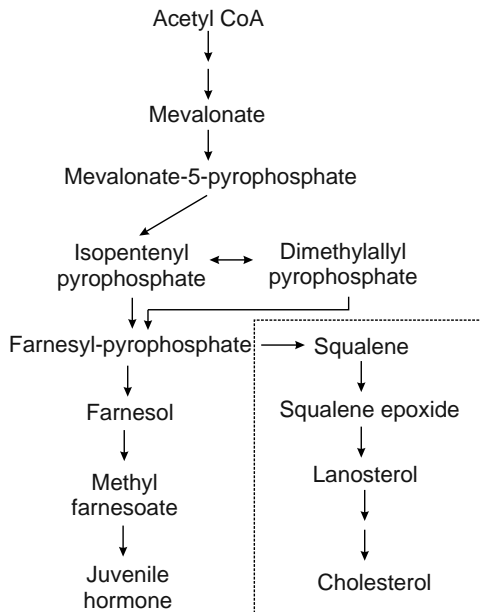 Acetyl CoA
Mevalonate
Mevalonate-5-pyrophosphate
Isopentenyl
pyrophosphate
Dimethylallyl
pyrophosphate
Farnesyl-pyrophosphate
Squalene
Farnesol
Squalene epoxide
Methyl
farnesoate
Lanosterol
Juvenile
hormone
Cholesterol